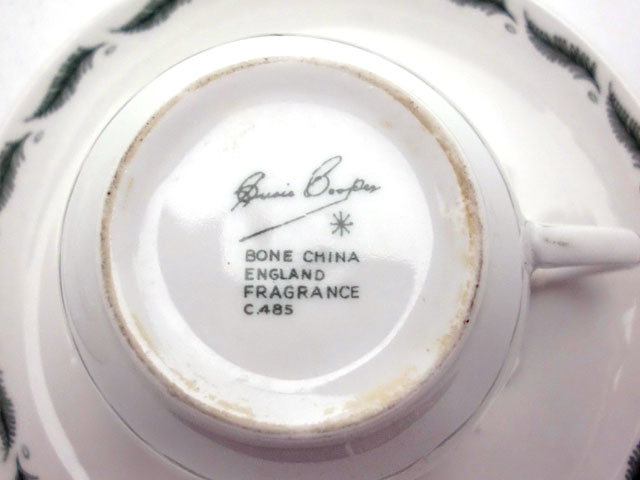 Susie Cooper
BONE CHINA
ENGLAND
FRAGRANCE
C.485